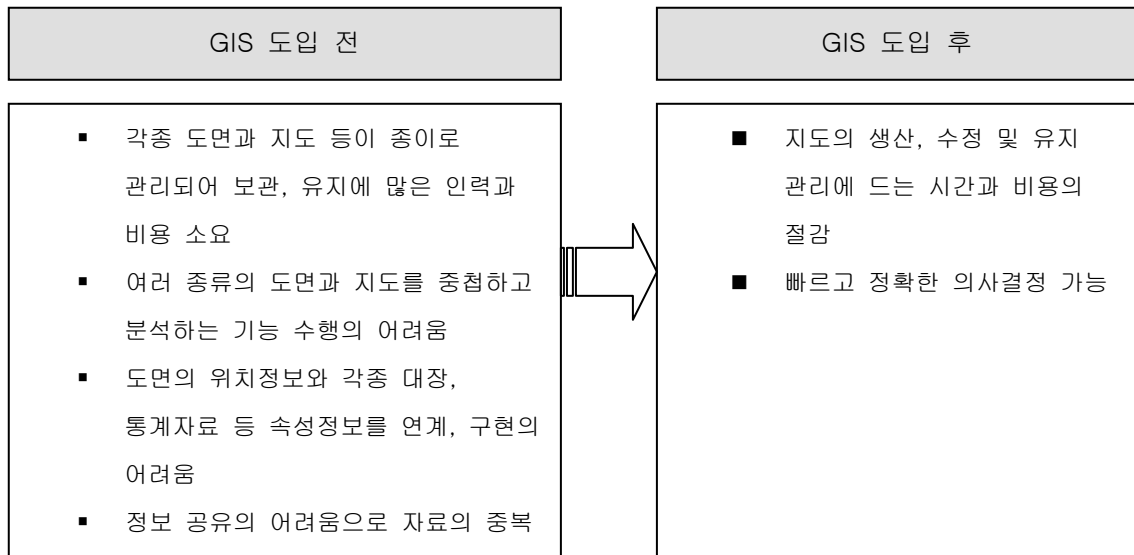 GIS 도입 전
▪ 각종 도면과 지도 등이 종이로
관리되어 보관, 유지에 많은 인력과
비용 소요
▪ 여러 종류의 도면과 지도를 중첩하고
분석하는 기능 수행의 어려움
▪ 도면의 위치정보와 각종 대장,
통계자료 등 속성정보를 연계, 구현의
어려움
▪ 정보 공유의 어려움으로 자료의 중복
GIS 도입 후
■ 지도의 생산, 수정 및 유지
관리에 드는 시간과 비용의
절감
■ 빠르고 정확한 의사결정 가능